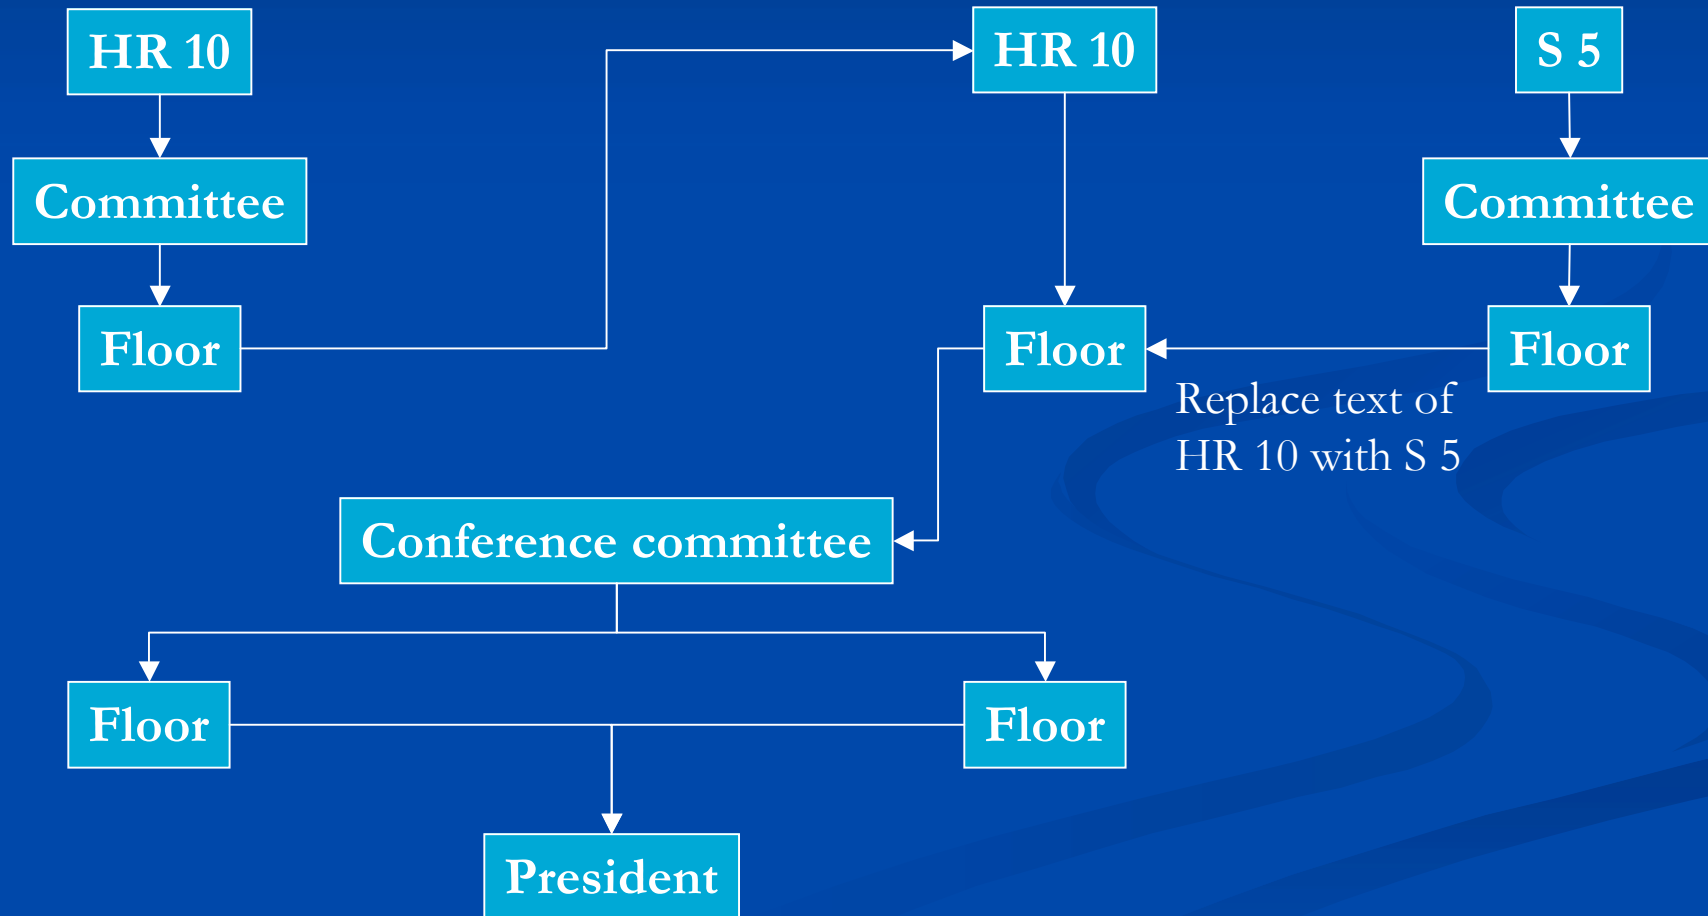 HR 10
HR 10
S 5
Committee
Committee
Floor
Floor
Floor
Replace text of
HR 10 with S 5
Conference committee
Floor
Floor
President